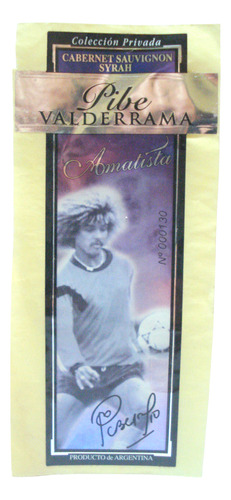 Colección Privada
CABERNET SAUVIGNON
SYRAH
Pibe
VALDERRAMA
Amatista
Nº 000130
PRODUCTO de ARGENTINA